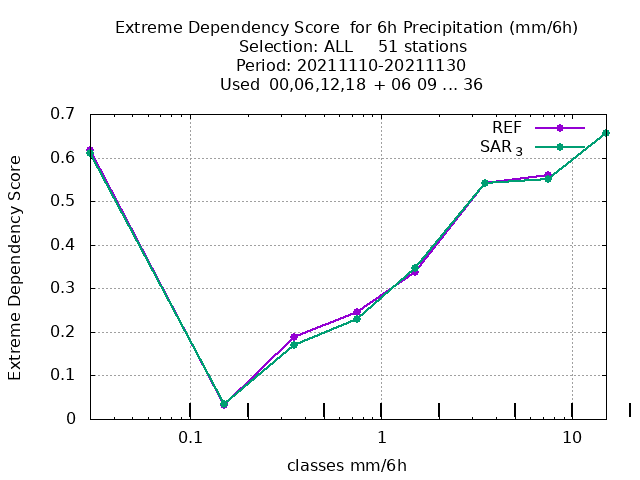 Extreme Dependency Score  for 6h Precipitation (mm/6h)
Selection: ALL     51 stations
Period: 20211110-20211130
Used  00,06,12,18  + 06 09 ... 36
REF
SAR 3
0.7
0.6
0.5
0.4
0.3
0.2
0.1
0
Extreme Dependency Score
0.1
1
10
classes mm/6h